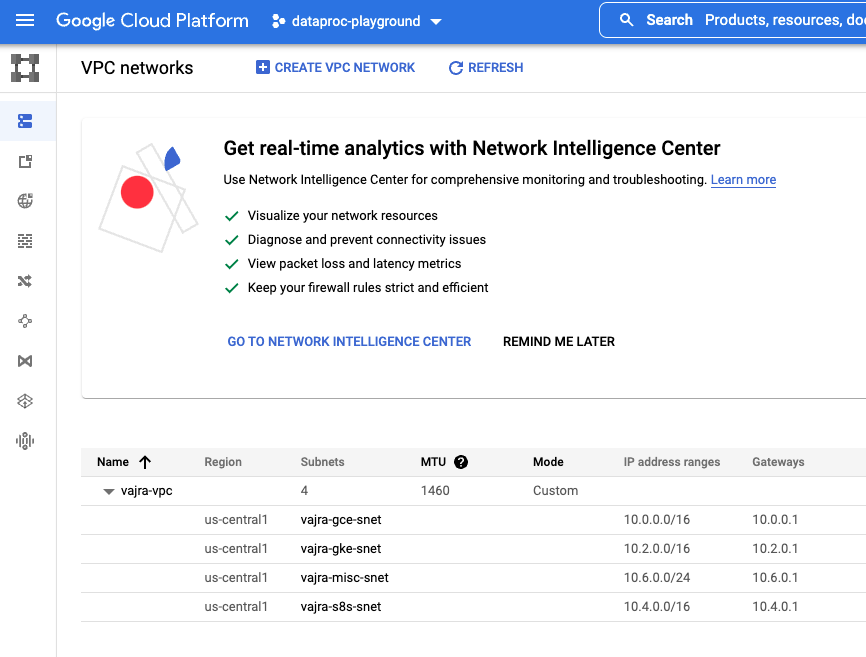 Google Cloud Platform dataproc-playground Search Products, resources, do
VPC networks CREATE VPC NETWORK REFRESH
Get real-time analytics with Network Intelligence Center
Use Network Intelligence Center for comprehensive monitoring and troubleshooting. Learn more
Visualize your network resources
Diagnose and prevent connectivity issues
View packet loss and latency metrics
Keep your firewall rules strict and efficient
GO TO NETWORK INTELLIGENCE CENTER REMIND ME LATER
Name Region Subnets MTU ? Mode IP address ranges Gateways
vajra-vpc 4 1460 Custom
us-central1 vajra-gce-snet 10.0.0.0/16 10.0.0.1
us-central1 vajra-gke-snet 10.2.0.0/16 10.2.0.1
us-central1 vajra-misc-snet 10.6.0.0/24 10.6.0.1
us-central1 vajra-s8s-snet 10.4.0.0/16 10.4.0.1